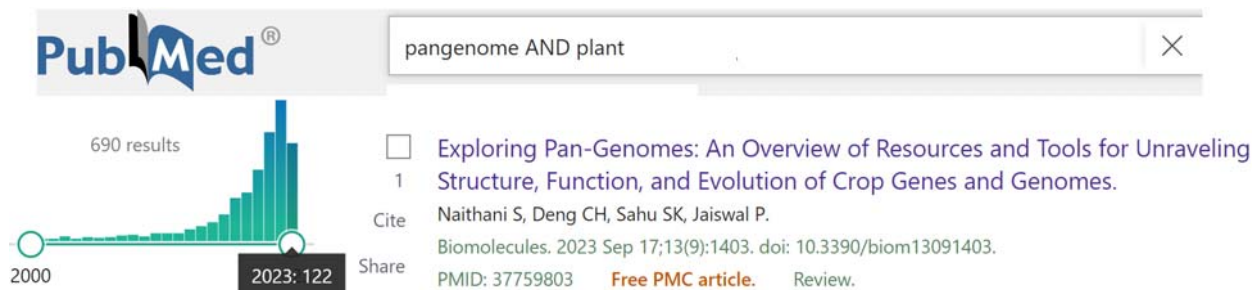 PubMed®
pangenome AND plant
690 results
2000
2023: 122
1
Cite
Share
Exploring Pan-Genomes: An Overview of Resources and Tools for Unraveling
Structure, Function, and Evolution of Crop Genes and Genomes.
Naithani S, Deng CH, Sahu SK, Jaiswal P.
Biomolecules. 2023 Sep 17;13(9):1403. doi: 10.3390/biom13091403.
PMID: 37759803 Free PMC article. Review.